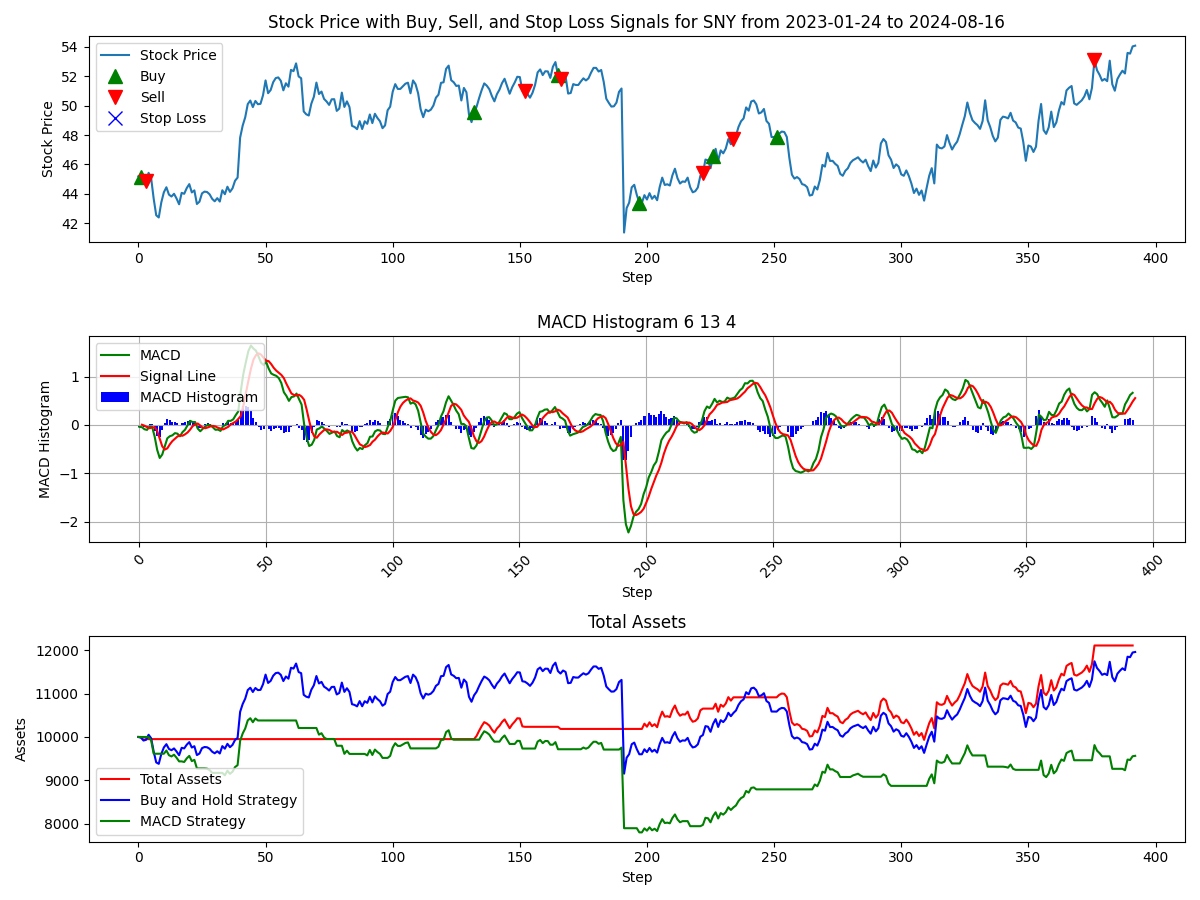 Stock Price with Buy, Sell, and Stop Loss Signals for SNY from 2023-01-24 to 2024-08-16
Stock Price
54
52
50
48
46
44
42
Stock Price
Buy
Sell
Stop Loss
0 50 100 150 200 250 300 350 400
Step
MACD Histogram 6 13 4
MACD Histogram
1
0
−1
−2
MACD
Signal Line
MACD Histogram
0 50 100 150 200 250 300 350 400
Step
Total Assets
Assets
12000
11000
10000
9000
8000
Total Assets
Buy and Hold Strategy
MACD Strategy
0 50 100 150 200 250 300 350 400
Step